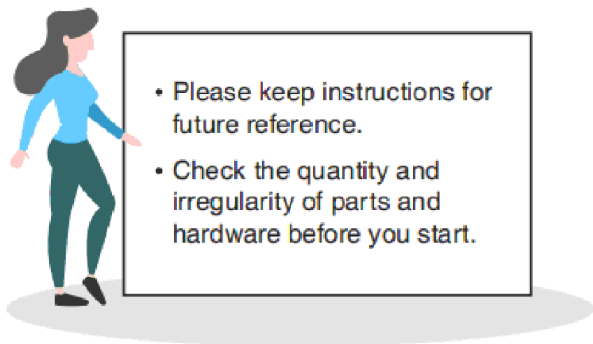 • Please keep instructions for
future reference.
• Check the quantity and
irregularity of parts and
hardware before you start.